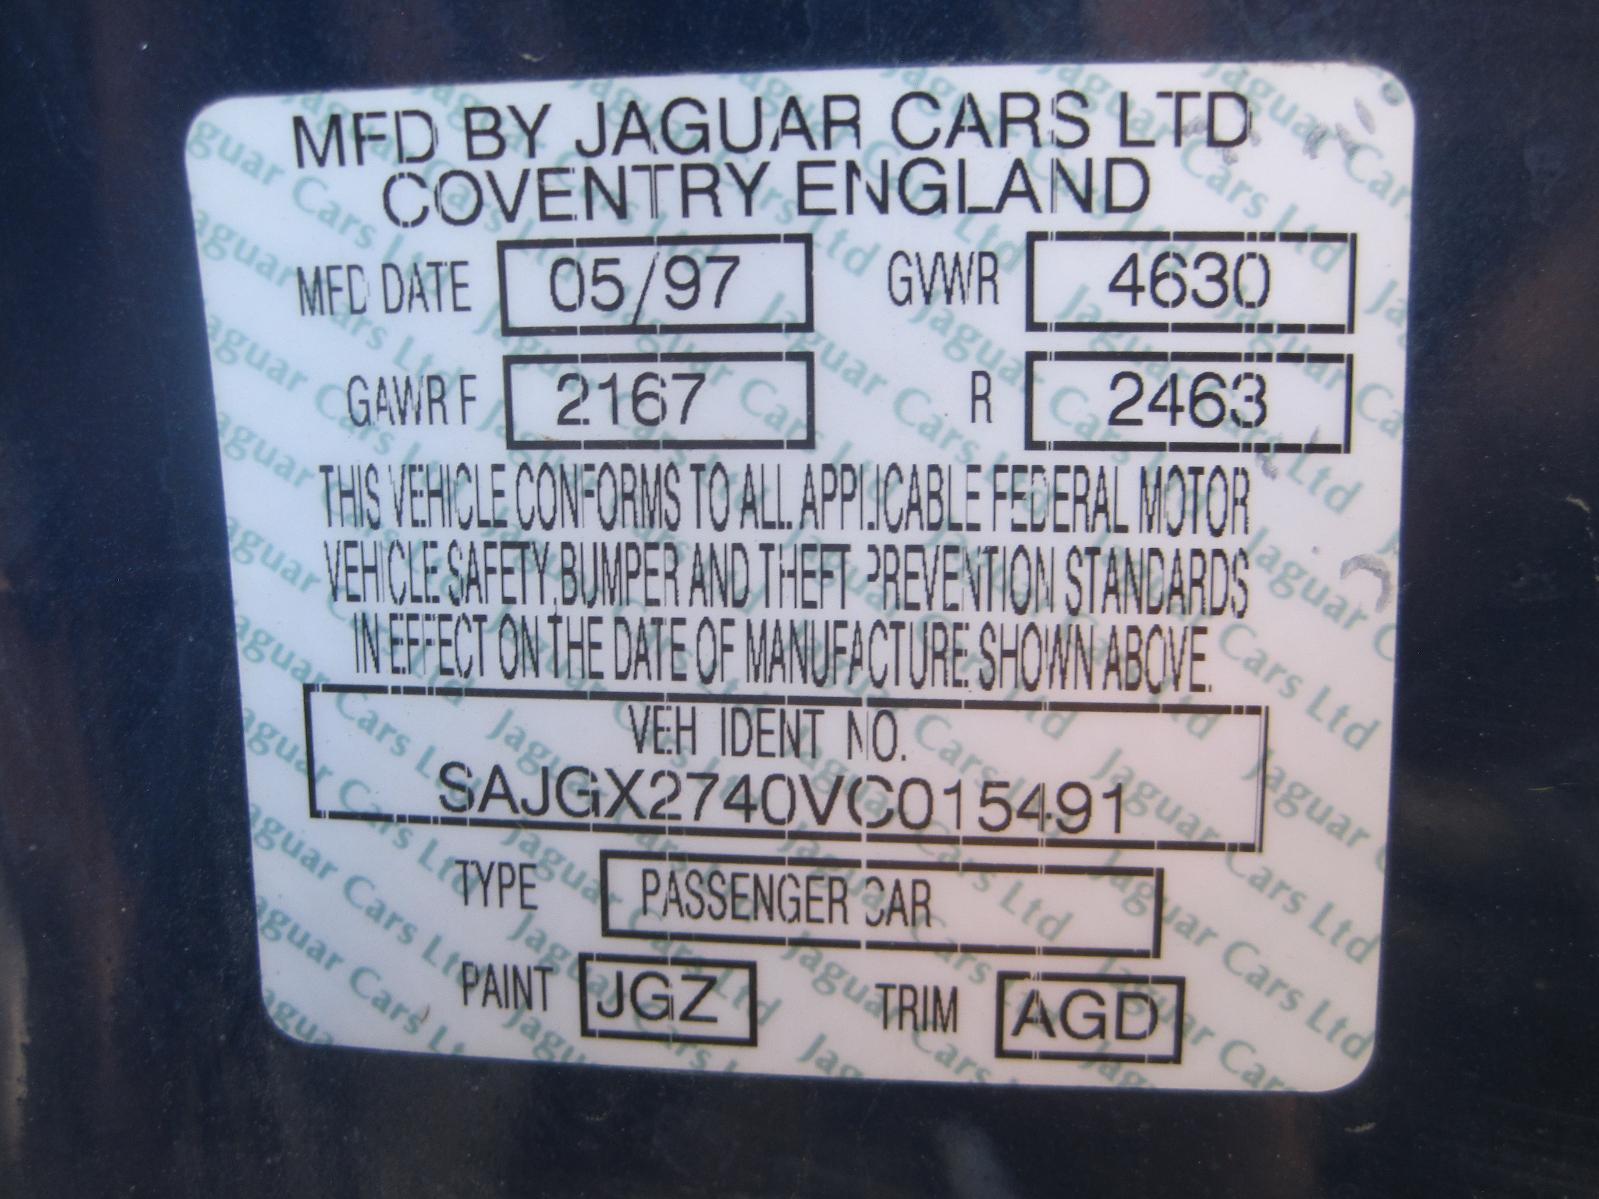 MFD BY JAGUAR CARS LTD
COVENTRY ENGLAND
MFD DATE 05/97 GVWR 4630
GAWR F 2167 R 2463
THIS VEHICLE CONFORMS TO ALL APPLICABLE FEDERAL MOTOR
VEHICLE SAFETY,BUMPER AND THEFT PREVENTION STANDARDS
IN EFFECT ON THE DATE OF MANUFACTURE SHOWN ABOVE.
VEH IDENT NO.
SAJGX2740VC015491
TYPE PASSENGER CAR
PAINT JGZ TRIM AGD